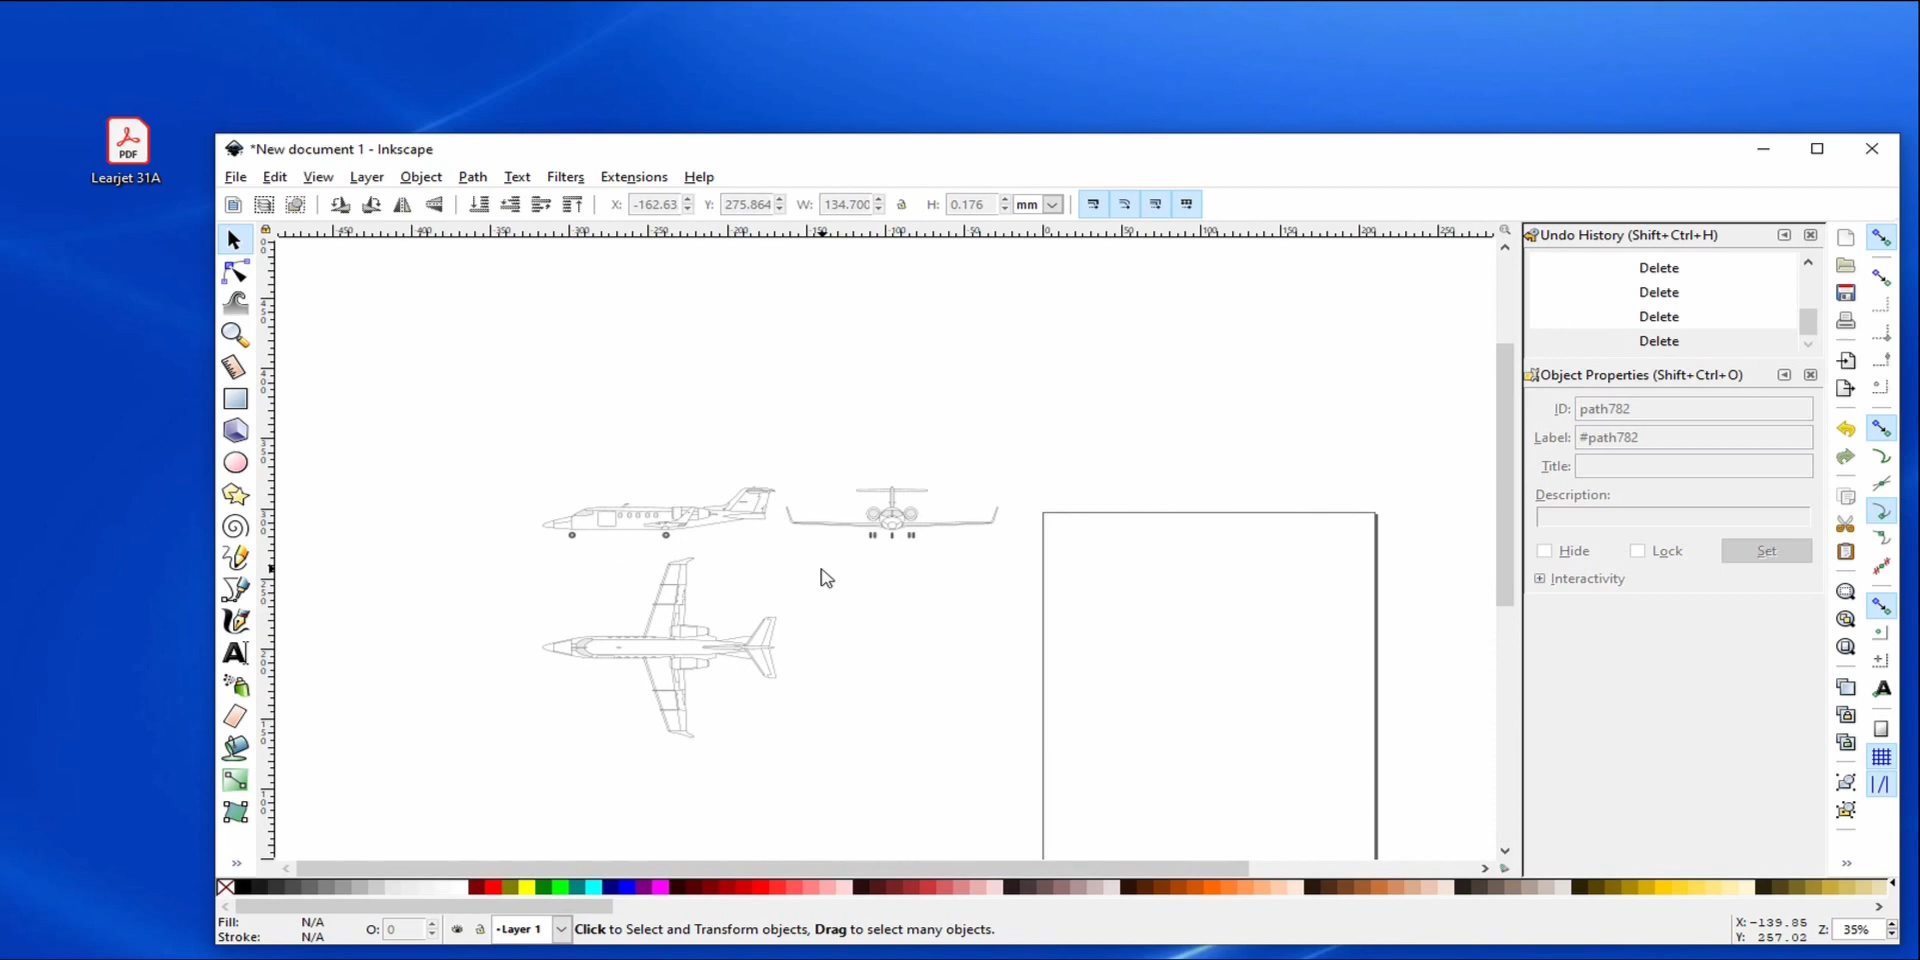 PDF
Learjet 31A
*New document 1 - Inkscape
File Edit View Layer Object Path Text Filters Extensions Help
X: -162.63 Y: 275.864 W: 134.700 H: 0.176 mm
Undo History (Shift+Ctrl+H)
Delete
Delete
Delete
Delete
Object Properties (Shift+Ctrl+O)
ID: path782
Label: #path782
Title:
Description:
Hide Lock Set
Interactivity
Fill: N/A
Stroke: N/A
O: 0
•Layer 1
Click to Select and Transform objects, Drag to select many objects.
X: -139.85
Y: 257.02
Z: 35%